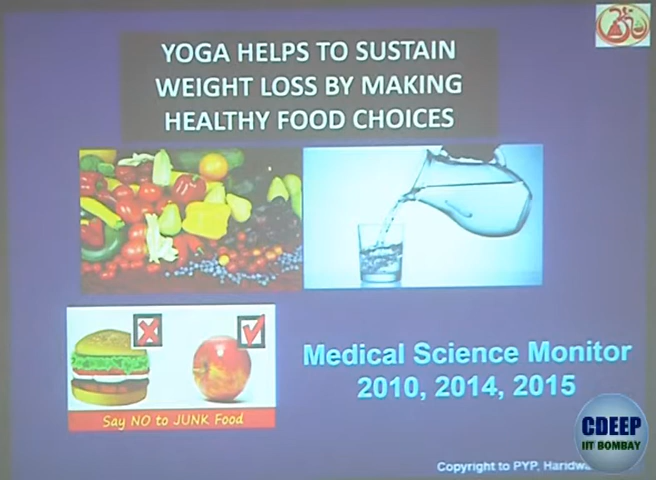 YOGA HELPS TO SUSTAIN
WEIGHT LOSS BY MAKING
HEALTHY FOOD CHOICES
Say NO to JUNK Food
Medical Science Monitor
2010, 2014, 2015
CDEEP
IIT BOMBAY
Copyright to PYP,